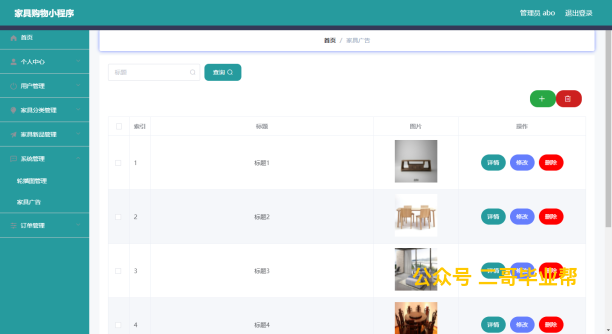 家具购物小程序
管理员 abo 退出登录
首页
首页 / 家具广告
个人中心
标题
查询
用户管理
家具分类管理
索引 标题 图片 操作
家具新品管理
系统管理
1 标题1 详情 修改 删除
轮播图管理
家具广告
2 标题2 详情 修改 删除
订单管理
3 标题3 详情 修改 删除
公众号 二哥毕业帮
4 标题4 详情 修改 删除